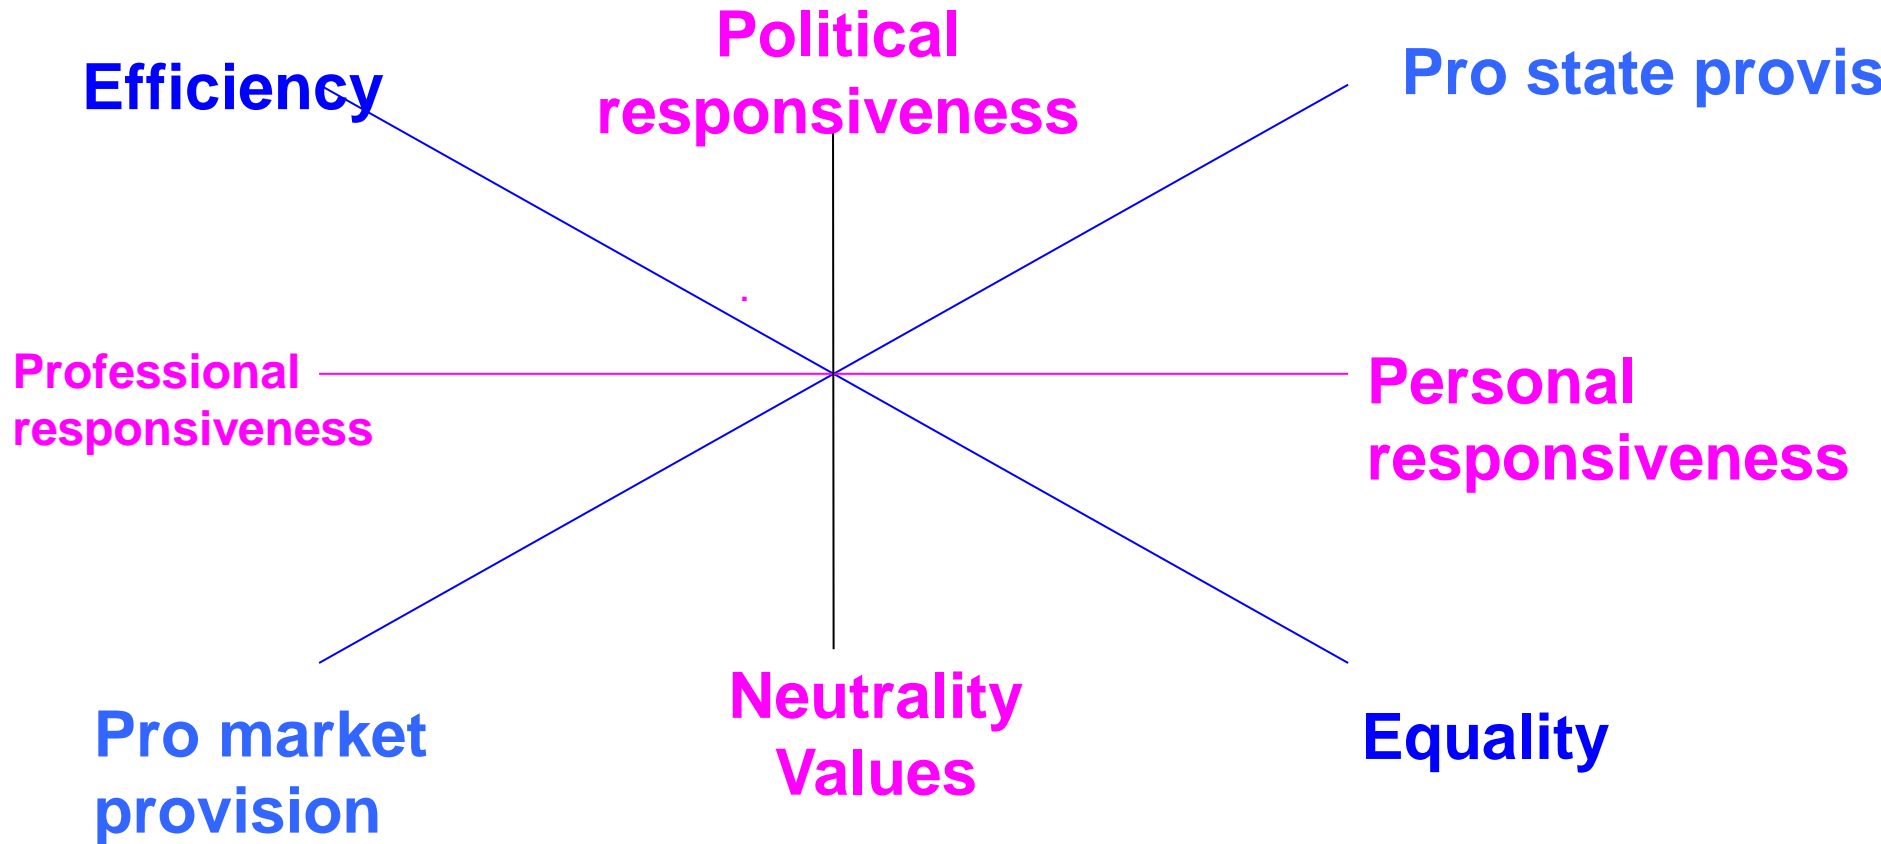 Political
responsiveness
Efficiency
Pro state provis
.
Professional
responsiveness
Personal
responsiveness
Neutrality
Values
Pro market
provision
Equality